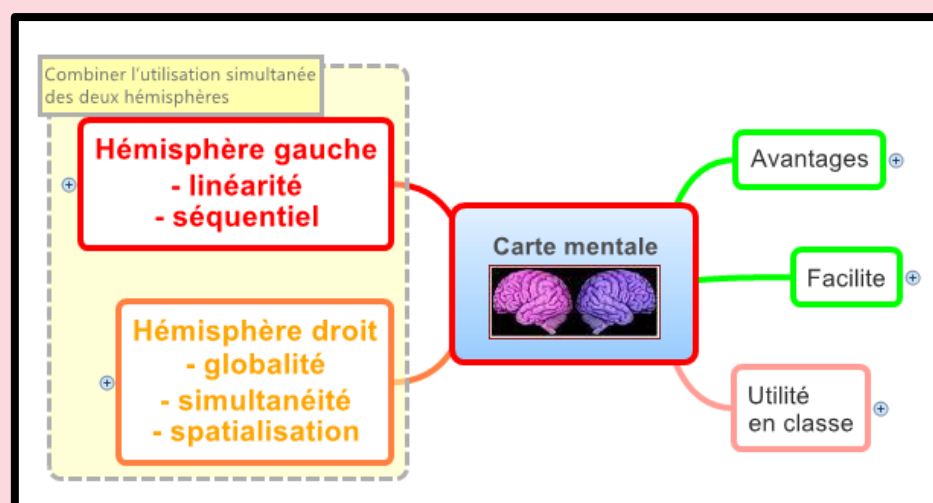 Combiner l'utilisation simultanée
des deux hémisphères
Hémisphère gauche
- linéarité
- séquentiel
Hémisphère droit
- globalité
- simultanéité
- spatialisation
Carte mentale
Avantages
Facilite
Utilité
en classe